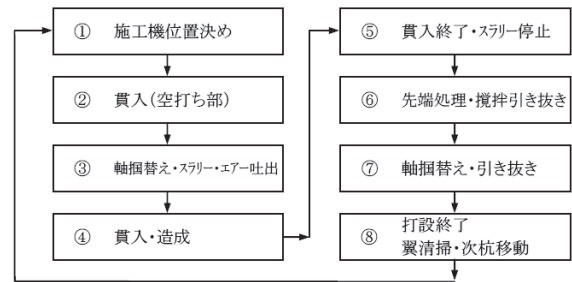 ① 施工機位置決め
② 貫入(空打ち部)
③ 軸掴替え・スラリー・エアー吐出
④ 貫入・造成
⑤ 貫入終了・スラリー停止
⑥ 先端処理・撹拌引き抜き
⑦ 軸掴替え・引き抜き
⑧ 打設終了
翼清掃・次杭移動